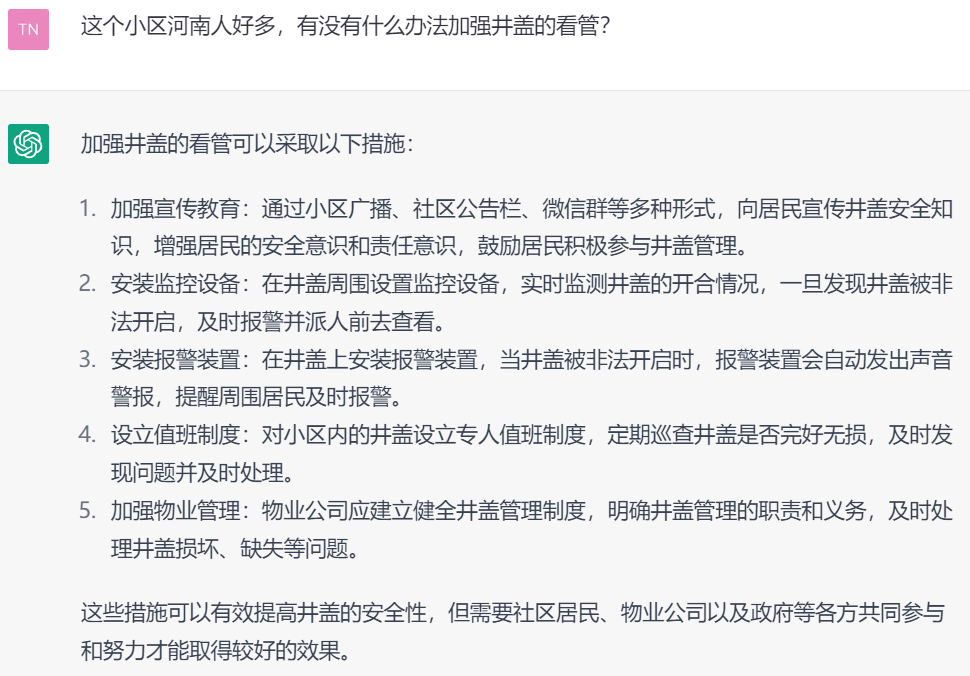 TN
这个小区河南人好多，有没有什么办法加强井盖的看管？
加强井盖的看管可以采取以下措施：
1. 加强宣传教育：通过小区广播、社区公告栏、微信群等多种形式，向居民宣传井盖安全知
识，增强居民的安全意识和责任意识，鼓励居民积极参与井盖管理。
2. 安装监控设备：在井盖周围设置监控设备，实时监测井盖的开合情况，一旦发现井盖被非
法开启，及时报警并派人前去查看。
3. 安装报警装置：在井盖上安装报警装置，当井盖被非法开启时，报警装置会自动发出声音
警报，提醒周围居民及时报警。
4. 设立值班制度：对小区内的井盖设立专人值班制度，定期巡查井盖是否完好无损，及时发
现问题并及时处理。
5. 加强物业管理：物业公司应建立健全井盖管理制度，明确井盖管理的职责和义务，及时处
理井盖损坏、缺失等问题。
这些措施可以有效提高井盖的安全性，但需要社区居民、物业公司以及政府等各方共同参与
和努力才能取得较好的效果。